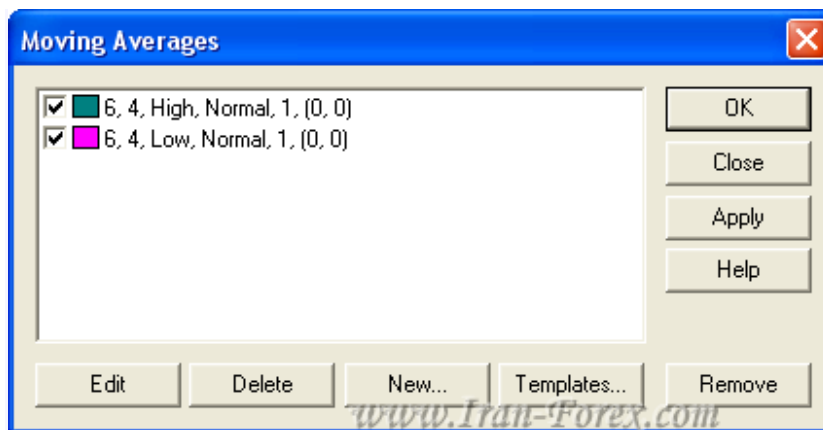 Moving Averages
6, 4, High, Normal, 1, (0, 0)
6, 4, Low, Normal, 1, (0, 0)
OK
Close
Apply
Help
Edit
Delete
New...
Templates...
Remove
www.Iran-Forex.com